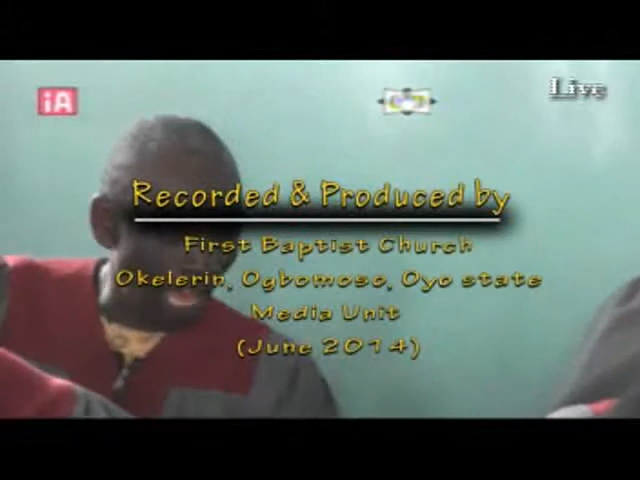 iA
Live
Recorded & Produced by
First Baptist Church
Okelerin, Ogbomoso, Oyo state
Media Unit
(June 2014)